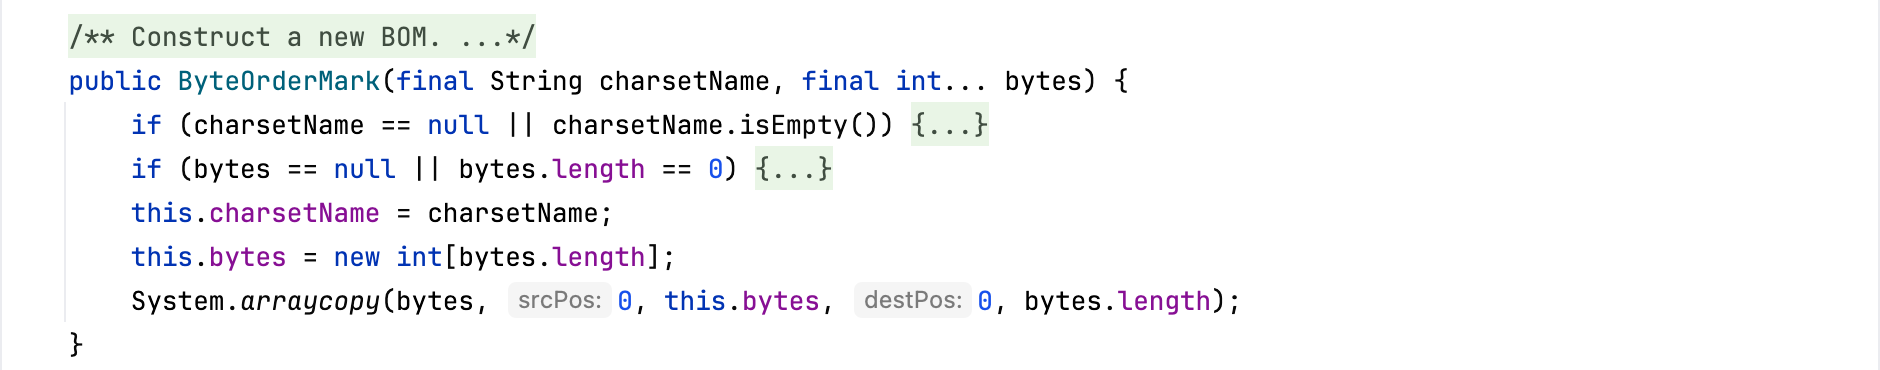 /** Construct a new BOM. ...*/
public ByteOrderMark(final String charsetName, final int... bytes) {
if (charsetName == null || charsetName.isEmpty()) {...}
if (bytes == null || bytes.length == 0) {...}
this.charsetName = charsetName;
this.bytes = new int[bytes.length];
System.arraycopy(bytes, srcPos: 0, this.bytes, destPos: 0, bytes.length);
}